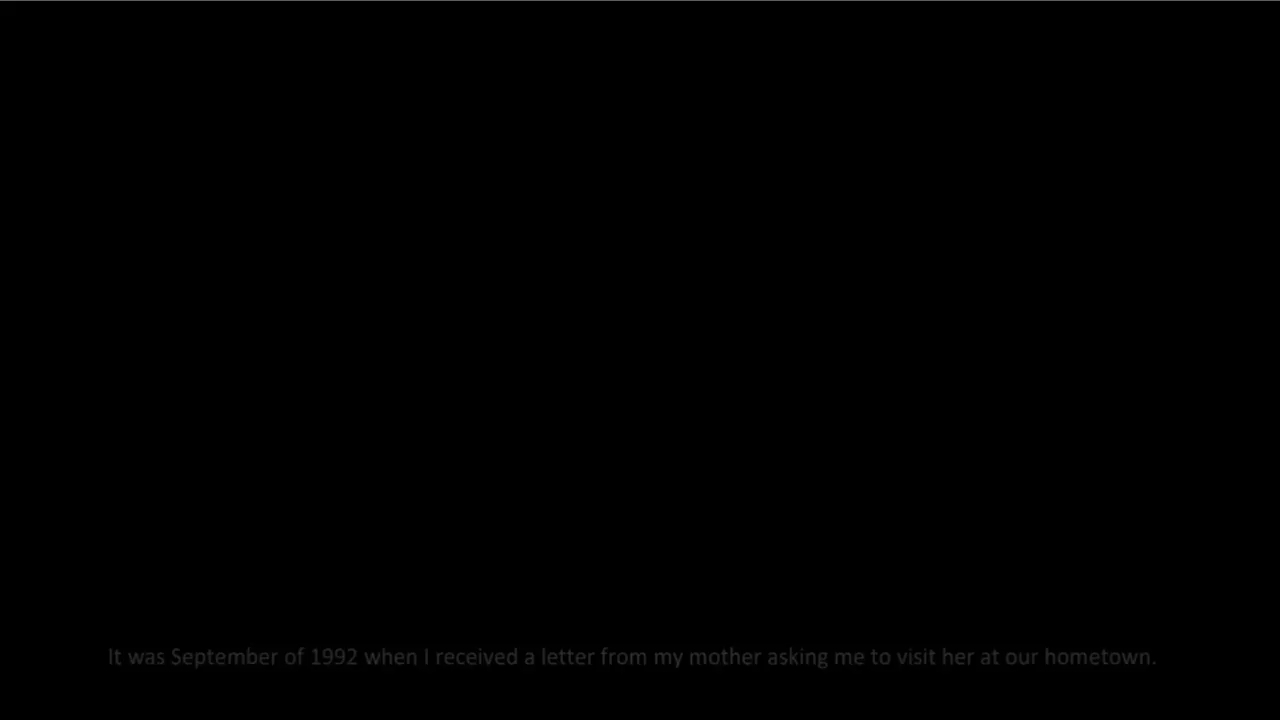 It was September of 1992 when I received a letter from my mother asking me to visit her at our hometown.